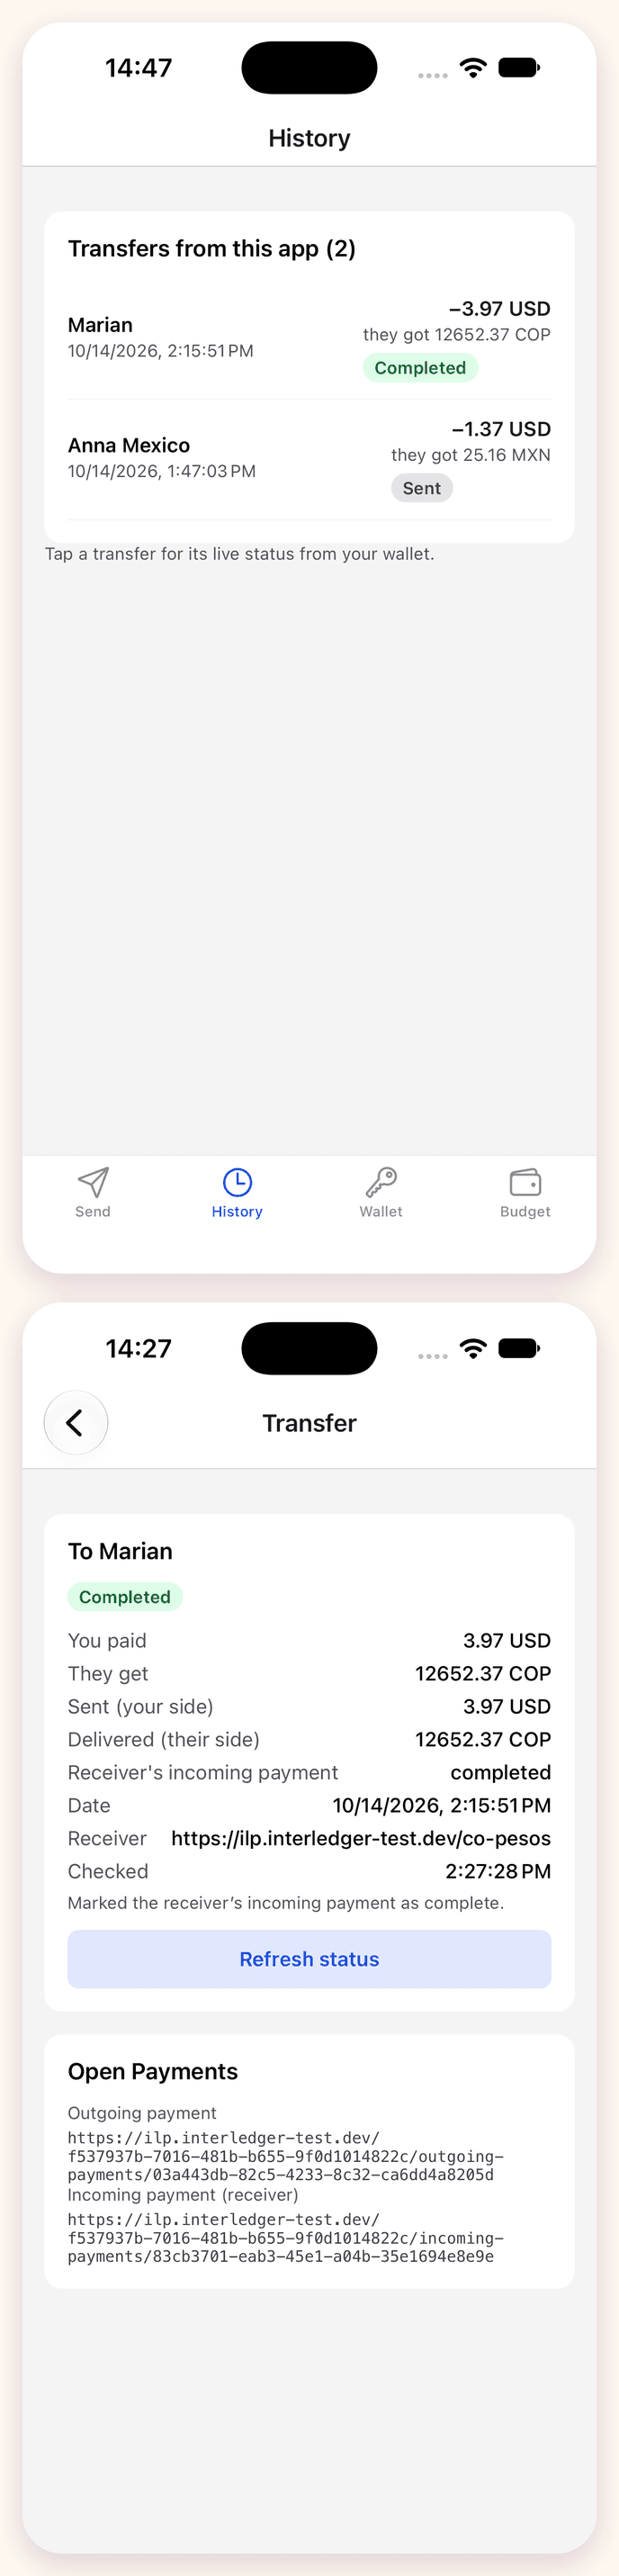 14:47
History
Transfers from this app (2)
Marian
10/14/2026, 2:15:51 PM
−3.97 USD
they got 12652.37 COP
Completed
Anna Mexico
10/14/2026, 1:47:03 PM
−1.37 USD
they got 25.16 MXN
Sent
Tap a transfer for its live status from your wallet.
Send
History
Wallet
Budget
14:27
Transfer
To Marian
Completed
You paid 3.97 USD
They get 12652.37 COP
Sent (your side) 3.97 USD
Delivered (their side) 12652.37 COP
Receiver's incoming payment completed
Date 10/14/2026, 2:15:51 PM
Receiver https://ilp.interledger-test.dev/co-pesos
Checked 2:27:28 PM
Marked the receiver’s incoming payment as complete.
Refresh status
Open Payments
Outgoing payment
https://ilp.interledger-test.dev/
f537937b-7016-481b-b655-9f0d1014822c/outgoing-
payments/03a443db-82c5-4233-8c32-ca6dd4a8205d
Incoming payment (receiver)
https://ilp.interledger-test.dev/
f537937b-7016-481b-b655-9f0d1014822c/incoming-
payments/83cb3701-eab3-45e1-a04b-35e1694e8e9e